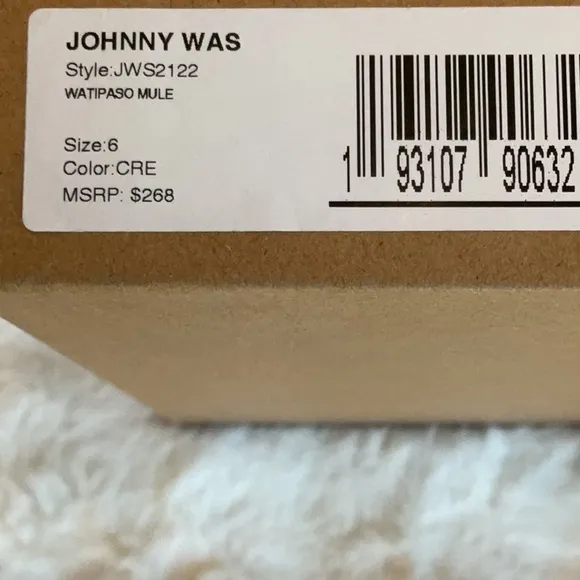 JOHNNY WAS
Style:JWS2122
WATIPASO MULE
Size:6
Color:CRE
MSRP: $268
1 93107 90632